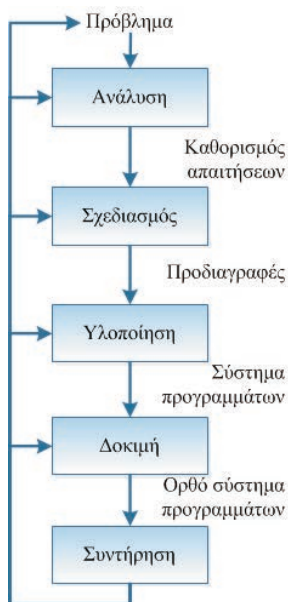 Πρόβλημα
Ανάλυση
Καθορισμός
απαιτήσεων
Σχεδιασμός
Προδιαγραφές
Υλοποίηση
Σύστημα
προγραμμάτων
Δοκιμή
Ορθό σύστημα
προγραμμάτων
Συντήρηση